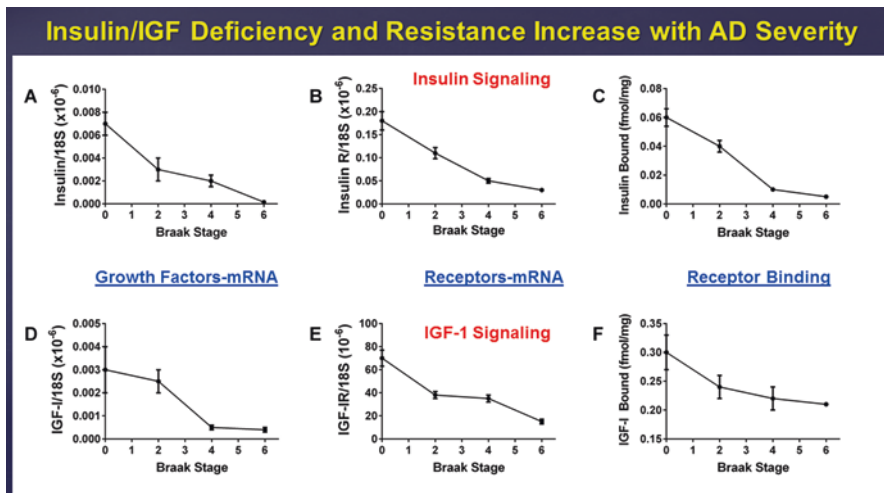 Insulin/IGF Deficiency and Resistance Increase with AD Severity
Insulin Signaling
A
Insulin/18S (x10-6)
0.010
0.008
0.006
0.004
0.002
0.000
0 1 2 3 4 5 6
Braak Stage
B
Insulin R/18S (x10-6)
0.25
0.20
0.15
0.10
0.05
0.00
0 1 2 3 4 5 6
Braak Stage
C
Insulin Bound (fmol/mg)
0.08
0.06
0.04
0.02
0.00
0 1 2 3 4 5 6
Braak Stage
Growth Factors-mRNA
Receptors-mRNA
Receptor Binding
IGF-1 Signaling
D
IGF-I/18S (x10-6)
0.005
0.004
0.003
0.002
0.001
0.000
0 1 2 3 4 5 6
Braak Stage
E
IGF-IR/18S (10-6)
100
80
60
40
20
0
0 1 2 3 4 5 6
Braak Stage
F
IGF-I Bound (fmol/mg)
0.35
0.30
0.25
0.20
0.15
0 1 2 3 4 5 6
Braak Stage